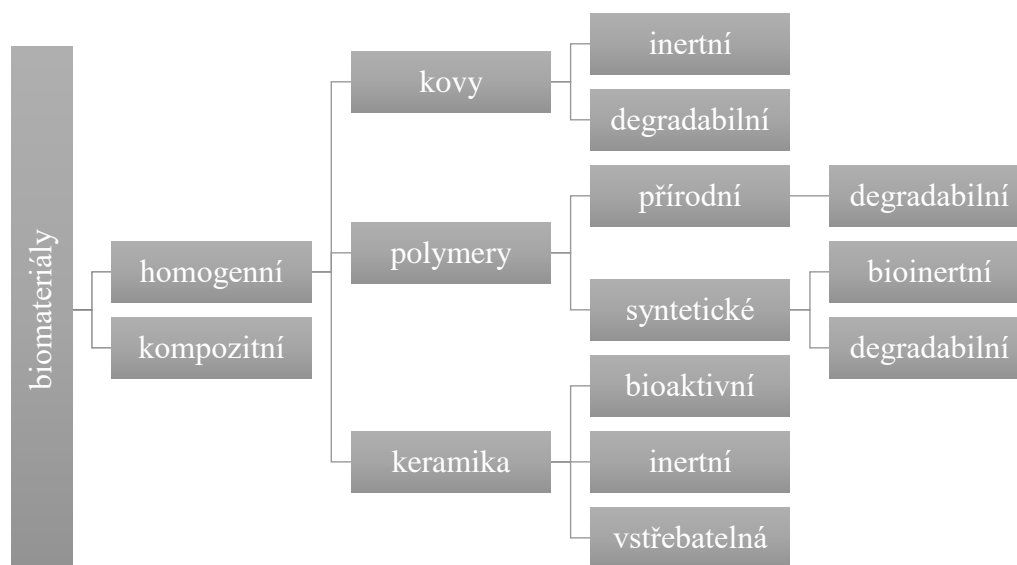 biomateriály
homogenní
kompozitní
kovy
inertní
degradabilní
polymery
přírodní
degradabilní
syntetické
bioinertní
degradabilní
keramika
bioaktivní
inertní
vstřebatelná